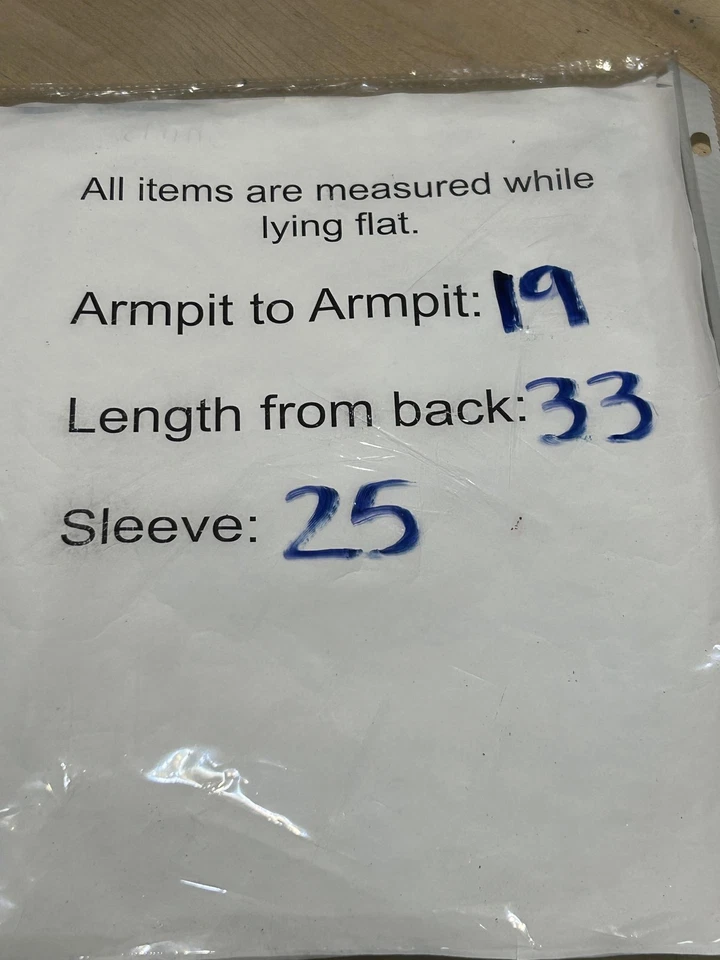 All items are measured while
lying flat.
Armpit to Armpit: 19
Length from back: 33
Sleeve: 25